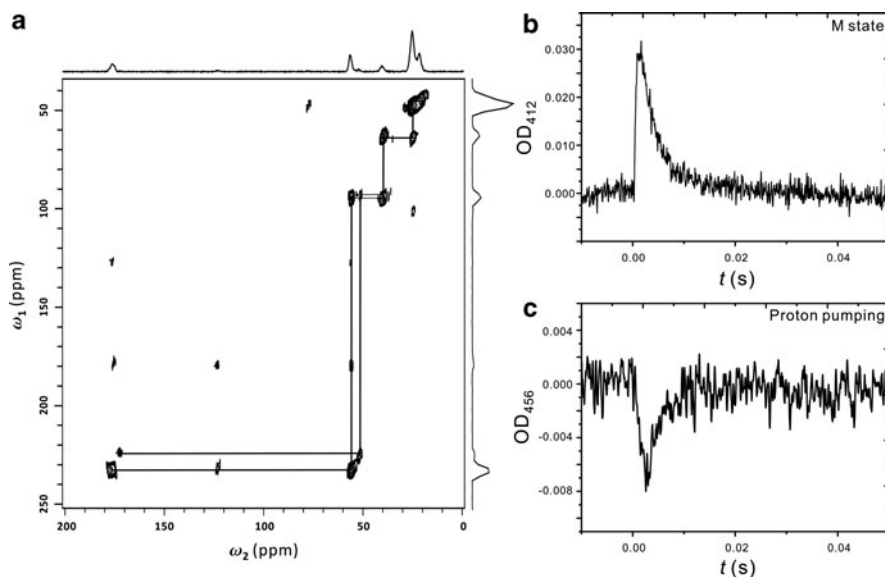 a
50
100
150
200
250
ω1 (ppm)
200
150
100
50
0
ω2 (ppm)
b
M state
0.030
0.020
0.010
0.000
OD412
0.00
0.02
0.04
t (s)
c
Proton pumping
0.004
0.000
-0.004
-0.008
OD456
0.00
0.02
0.04
t (s)